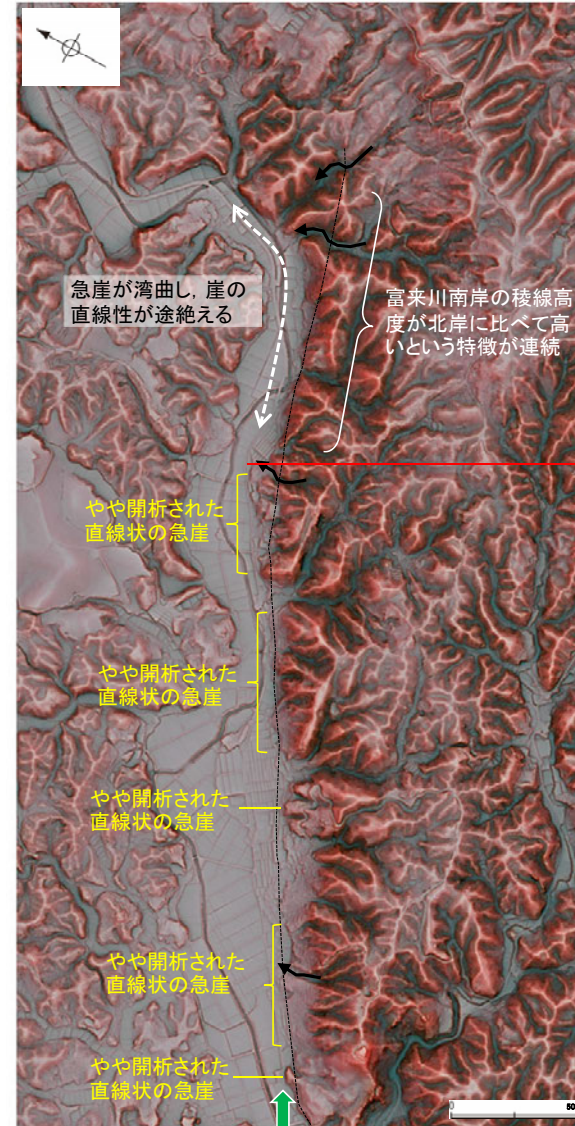 急崖が湾曲し，崖の
直線性が途絶える
富来川南岸の稜線高
度が北岸に比べて高
いという特徴が連続
やや開析された
直線状の急崖
やや開析された
直線状の急崖
やや開析された
直線状の急崖
やや開析された
直線状の急崖
やや開析された
直線状の急崖
0